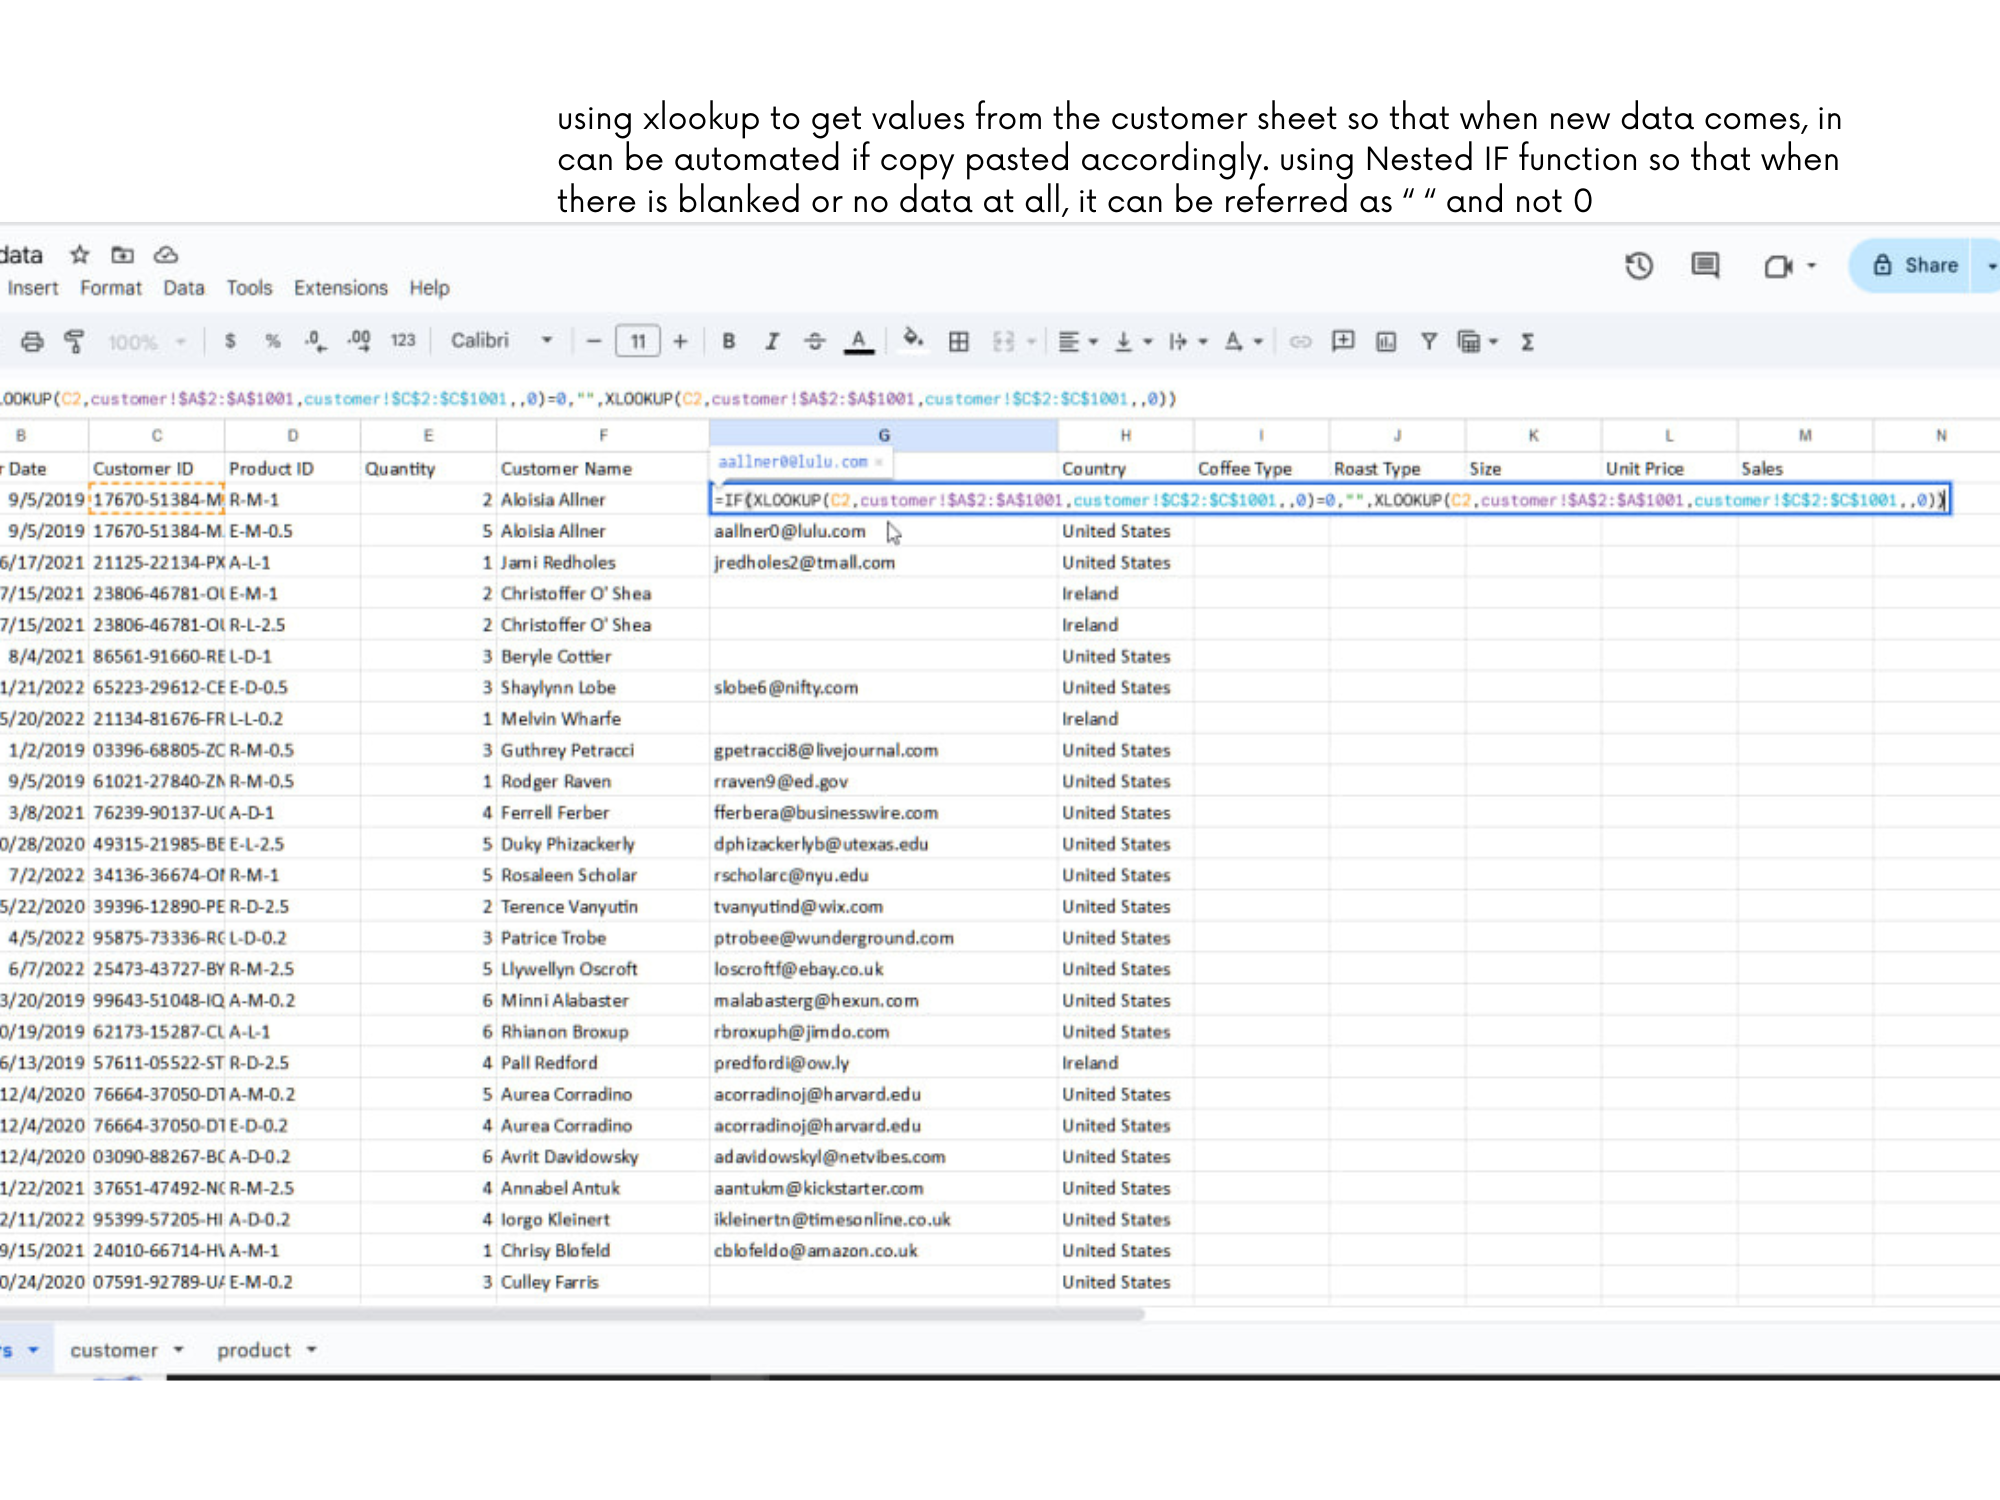 using xlookup to get values from the customer sheet so that when new data comes, in
can be automated if copy pasted accordingly. using Nested IF function so that when
there is blanked or no data at all, it can be referred as “ “ and not 0
data
Share
Insert Format Data Tools Extensions Help
100% $ % .0 .00 123 Calibri − 11 + B I A A Σ
LOOKUP(C2,customer!$A$2:$A$1001,customer!$C$2:$C$1001,,0)=0,"",XLOOKUP(C2,customer!$A$2:$A$1001,customer!$C$2:$C$1001,,0))
B C D E F G H I J K L M N
aallner0@lulu.com ×
r Date Customer ID Product ID Quantity Customer Name Country Coffee Type Roast Type Size Unit Price Sales
9/5/2019 17670-51384-M R-M-1 2 Aloisia Allner =IF(XLOOKUP(C2,customer!$A$2:$A$1001,customer!$C$2:$C$1001,,0)=0,"",XLOOKUP(C2,customer!$A$2:$A$1001,customer!$C$2:$C$1001,,0))
9/5/2019 17670-51384-M E-M-0.5 5 Aloisia Allner aallner0@lulu.com United States
6/17/2021 21125-22134-PX A-L-1 1 Jami Redholes jredholes2@tmall.com United States
7/15/2021 23806-46781-OU E-M-1 2 Christoffer O' Shea Ireland
7/15/2021 23806-46781-OU R-L-2.5 2 Christoffer O' Shea Ireland
8/4/2021 86561-91660-RB L-D-1 3 Beryle Cottier United States
1/21/2022 65223-29612-CB E-D-0.5 3 Shaylynn Lobe slobe6@nifty.com United States
5/20/2022 21134-81676-FR L-L-0.2 1 Melvin Wharfe Ireland
1/2/2019 03396-68805-ZC R-M-0.5 3 Guthrey Petracci gpetracci8@livejournal.com United States
9/5/2019 61021-27840-ZN R-M-0.5 1 Rodger Raven rraven9@ed.gov United States
3/8/2021 76239-90137-UQ A-D-1 4 Ferrell Ferber fferbera@businesswire.com United States
0/28/2020 49315-21985-BB E-L-2.5 5 Duky Phizackerly dphizackerlyb@utexas.edu United States
7/2/2022 34136-36674-OM R-M-1 5 Rosaleen Scholar rscholarc@nyu.edu United States
5/22/2020 39396-12890-PE R-D-2.5 2 Terence Vanyutin tvanyutind@wix.com United States
4/5/2022 95875-73336-RG L-D-0.2 3 Patrice Trobe ptrobee@wunderground.com United States
6/7/2022 25473-43727-BY R-M-2.5 5 Llywellyn Oscroft loscroftf@ebay.co.uk United States
3/20/2019 99643-51048-IQ A-M-0.2 6 Minni Alabaster malabasterg@hexun.com United States
0/19/2019 62173-15287-CU A-L-1 6 Rhianon Broxup rbroxuph@jimdo.com United States
6/13/2019 57611-05522-ST R-D-2.5 4 Pall Redford predfordi@ow.ly Ireland
12/4/2020 76664-37050-DT A-M-0.2 5 Aurea Corradino acorradinoj@harvard.edu United States
12/4/2020 76664-37050-DT E-D-0.2 4 Aurea Corradino acorradinoj@harvard.edu United States
12/4/2020 03090-88267-BQ A-D-0.2 6 Avrit Davidowsky adavidowskyl@netvibes.com United States
1/22/2021 37651-47492-NC R-M-2.5 4 Annabel Antuk aantukm@kickstarter.com United States
2/11/2022 95399-57205-HI A-D-0.2 4 Iorgo Kleinert ikleinertn@timesonline.co.uk United States
9/15/2021 24010-66714-HW A-M-1 1 Chrisy Blofeld cblofeldo@amazon.co.uk United States
0/24/2020 07591-92789-UA E-M-0.2 3 Culley Farris United States
rs customer product